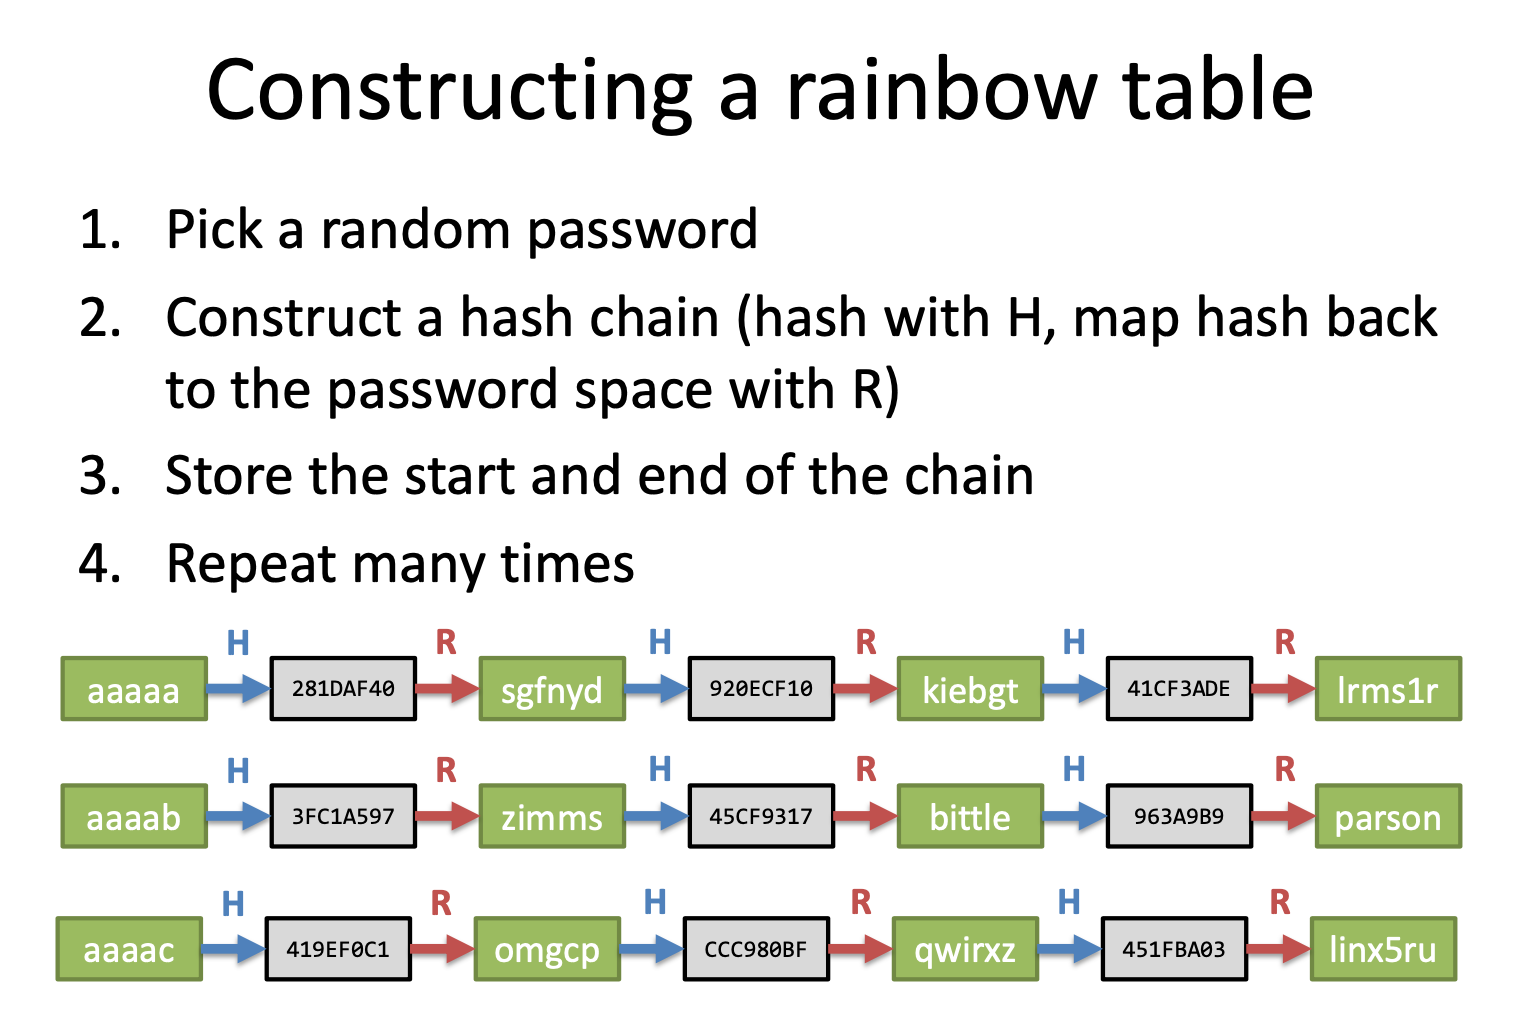 Constructing a rainbow table
1. Pick a random password
2. Construct a hash chain (hash with H, map hash back
to the password space with R)
3. Store the start and end of the chain
4. Repeat many times
H R H R H R
aaaaa 281DAF40 sgfnyd 920ECF10 kiebgt 41CF3ADE lrms1r
H R H R H R
aaaab 3FC1A597 zimms 45CF9317 bittle 963A9B9 parson
H R H R H R
aaaac 419EF0C1 omgcp CCC980BF qwirxz 451FBA03 linx5ru